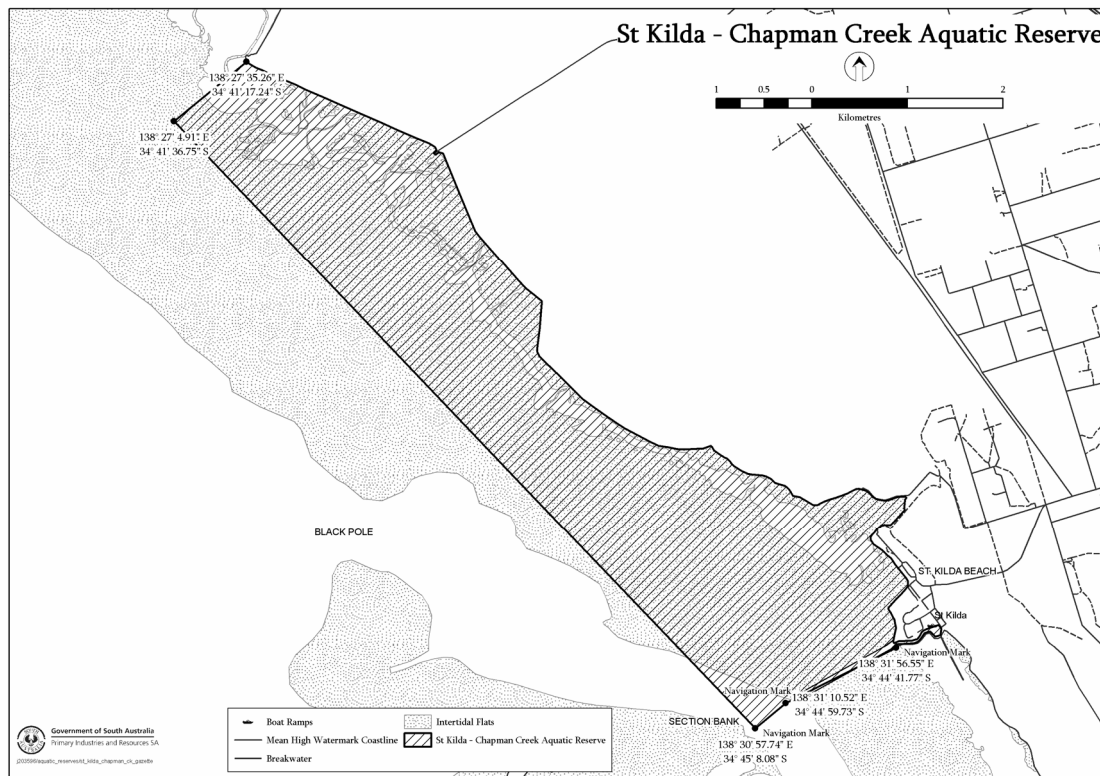 St Kilda - Chapman Creek Aquatic Reserve
1 0.5 0 1 2
Kilometres
138° 27' 35.26" E
34° 41' 17.24" S
138° 27' 4.91" E
34° 41' 36.75" S
BLACK POLE
ST KILDA BEACH
St Kilda
Navigation Mark
138° 31' 56.55" E
34° 44' 41.77" S
Navigation Mark
138° 31' 10.52" E
34° 44' 59.73" S
SECTION BANK
Navigation Mark
138° 30' 57.74" E
34° 45' 8.08" S
Boat Ramps
Mean High Watermark Coastline
Breakwater
Intertidal Flats
St Kilda - Chapman Creek Aquatic Reserve
Government of South Australia
Primary Industries and Resources SA